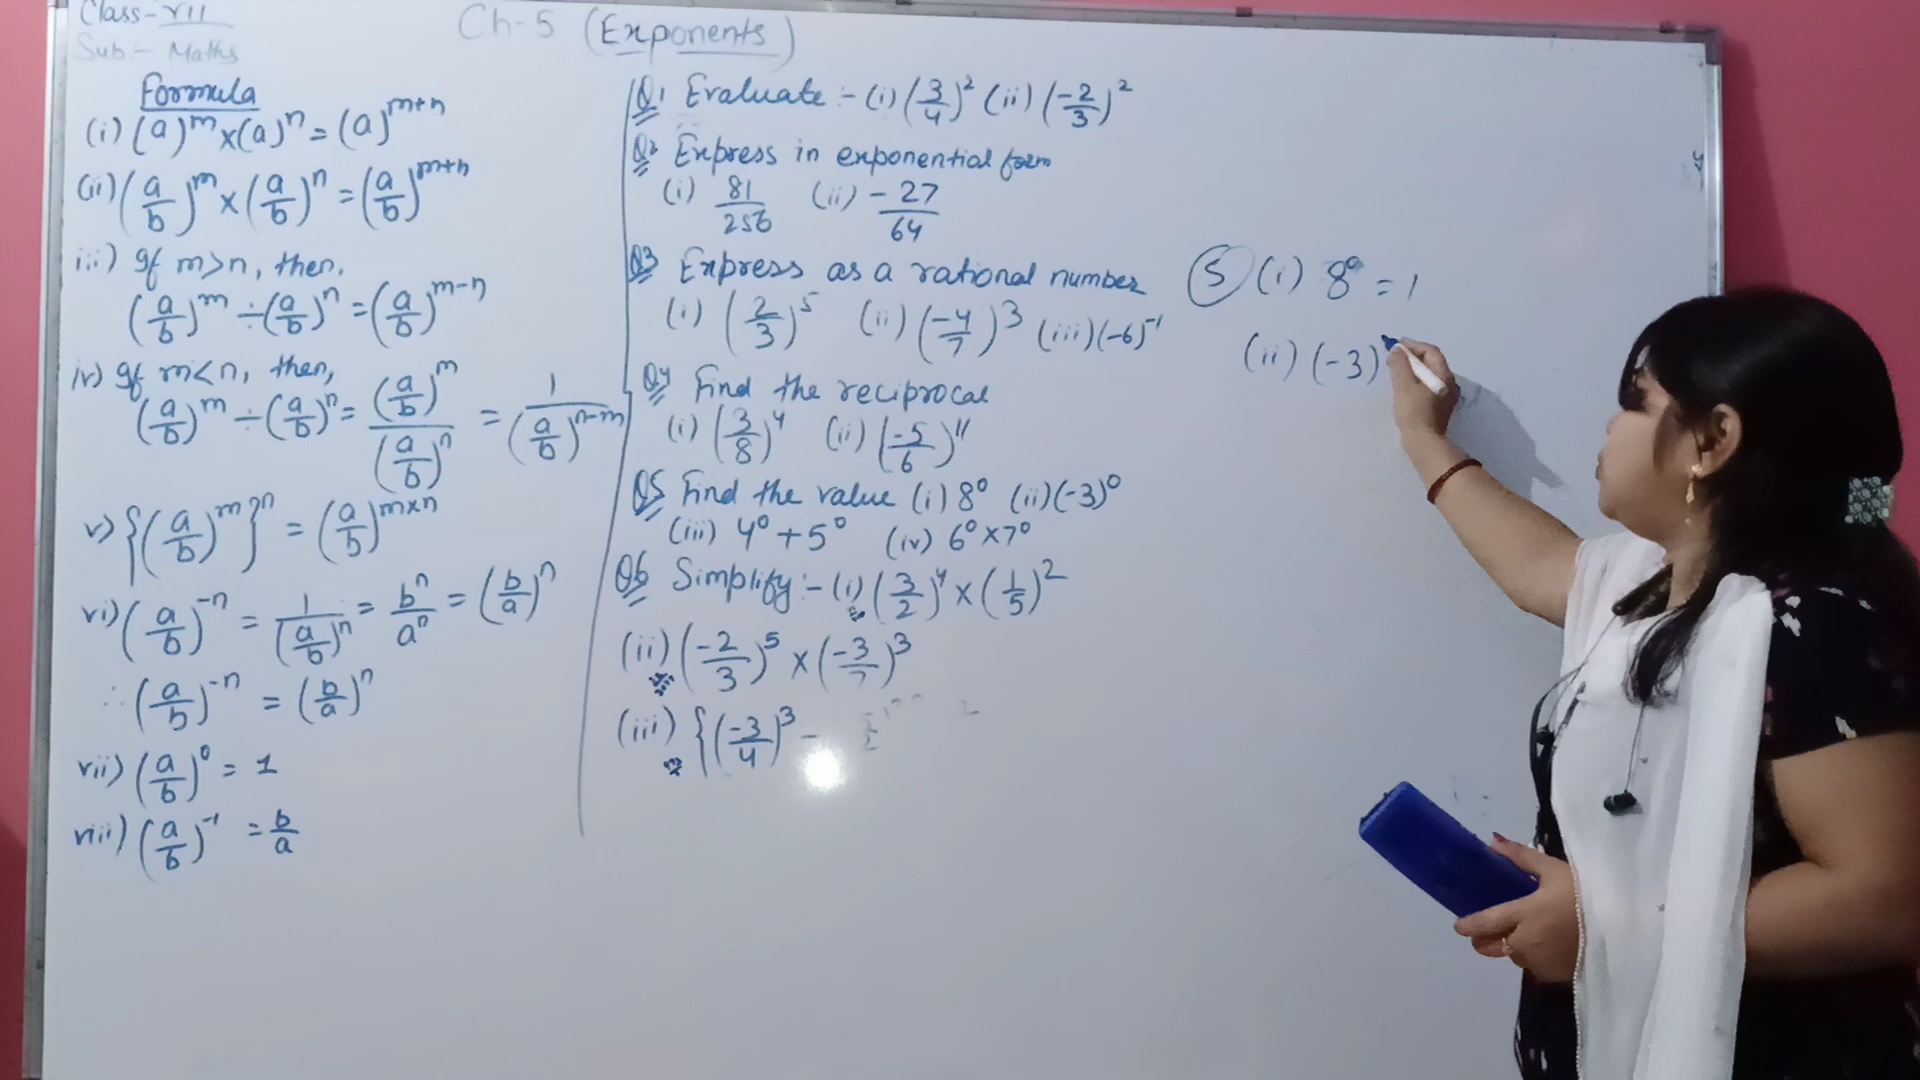 Class-VII
Sub- Maths
Ch-5 (Exponents)
Formula
(i) (a)^m × (a)^n = (a)^{m+n}
(ii) (a/b)^m × (a/b)^n = (a/b)^{m+n}
iii) If m>n, then,
(a/b)^m ÷ (a/b)^n = (a/b)^{m-n}
iv) If m<n, then,
(a/b)^m ÷ (a/b)^n = (a/b)^m / (a/b)^n = 1 / (a/b)^{n-m}
v) {(a/b)^m}^n = (a/b)^{m×n}
vi) (a/b)^{-n} = 1 / (a/b)^n = b^n / a^n = (b/a)^n
∴ (a/b)^{-n} = (b/a)^n
vii) (a/b)^0 = 1
viii) (a/b)^{-1} = b/a
Q1 Evaluate :- (i) (3/4)^2 (ii) (-2/3)^2
Q2 Express in exponential form
(i) 81/256 (ii) -27/64
Q3 Express as a rational number
(i) (2/3)^5 (ii) (-4/7)^3 (iii) (-6)^{-1}
Q4 Find the reciprocal
(i) (3/8)^4 (ii) (-5/6)^{11}
Q5 Find the value (i) 8^0 (ii) (-3)^0
(iii) 4^0 + 5^0 (iv) 6^0 × 7^0
Q6 Simplify :- (i) (3/2)^4 × (1/5)^2
(ii) (-2/3)^5 × (-3/7)^3
(iii) {(-3/4)^3 -
5 (i) 8^0 = 1
(ii) (-3)